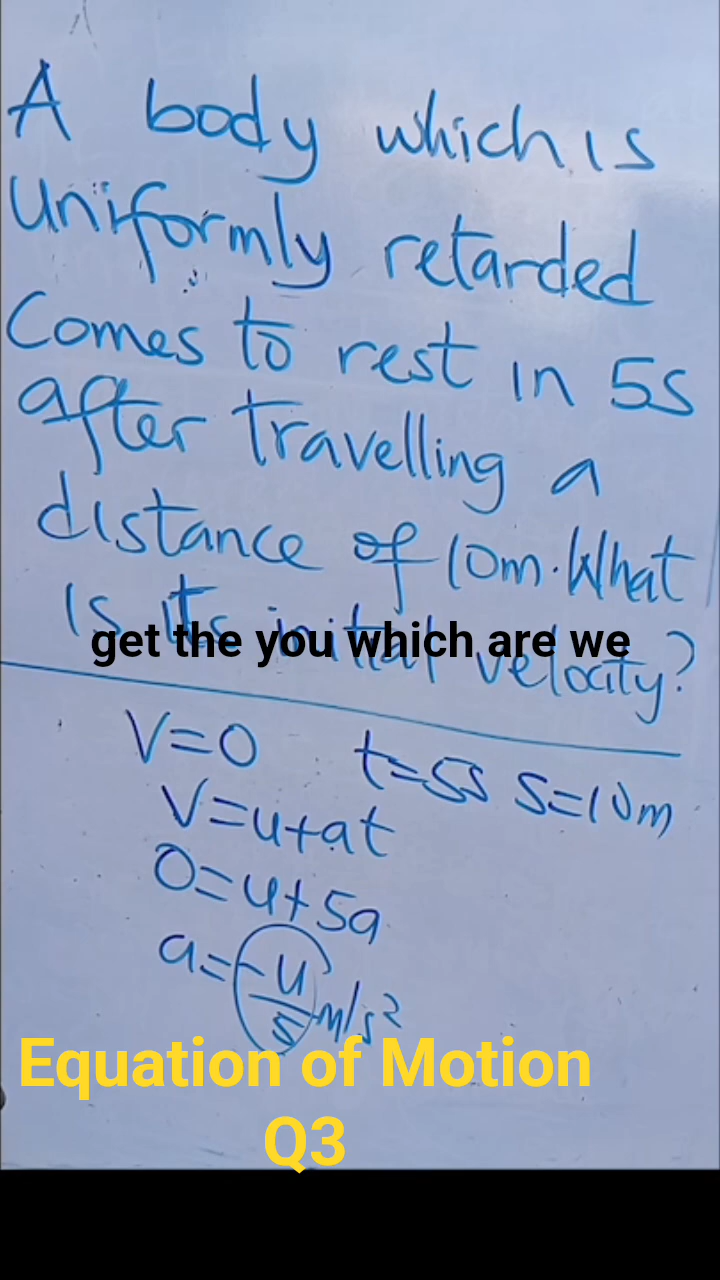 A body which is
uniformly retarded
Comes to rest in 5s
after travelling a
distance of 10m. What
is its initial velocity?
get the you which are we
V=0 t=5s S=10m
V=u+at
0=u+5a
a=-u/5 m/s²
Equation of Motion
Q3